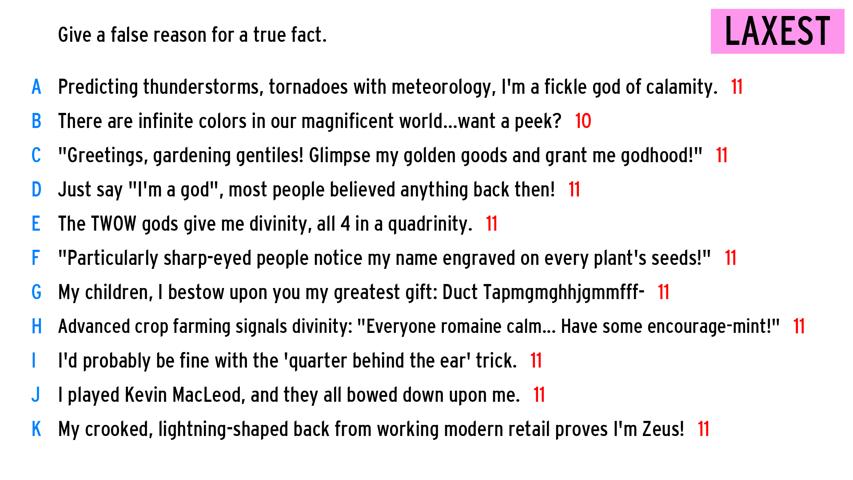 Give a false reason for a true fact.
LAXEST
A Predicting thunderstorms, tornadoes with meteorology, I'm a fickle god of calamity. 11
B There are infinite colors in our magnificent world...want a peek? 10
C "Greetings, gardening gentiles! Glimpse my golden goods and grant me godhood!" 11
D Just say "I'm a god", most people believed anything back then! 11
E The TWOW gods give me divinity, all 4 in a quadrinity. 11
F "Particularly sharp-eyed people notice my name engraved on every plant's seeds!" 11
G My children, I bestow upon you my greatest gift: Duct Tapmgmghhjgmmfff- 11
H Advanced crop farming signals divinity: "Everyone romaine calm... Have some encourage-mint!" 11
I I'd probably be fine with the 'quarter behind the ear' trick. 11
J I played Kevin MacLeod, and they all bowed down upon me. 11
K My crooked, lightning-shaped back from working modern retail proves I'm Zeus! 11